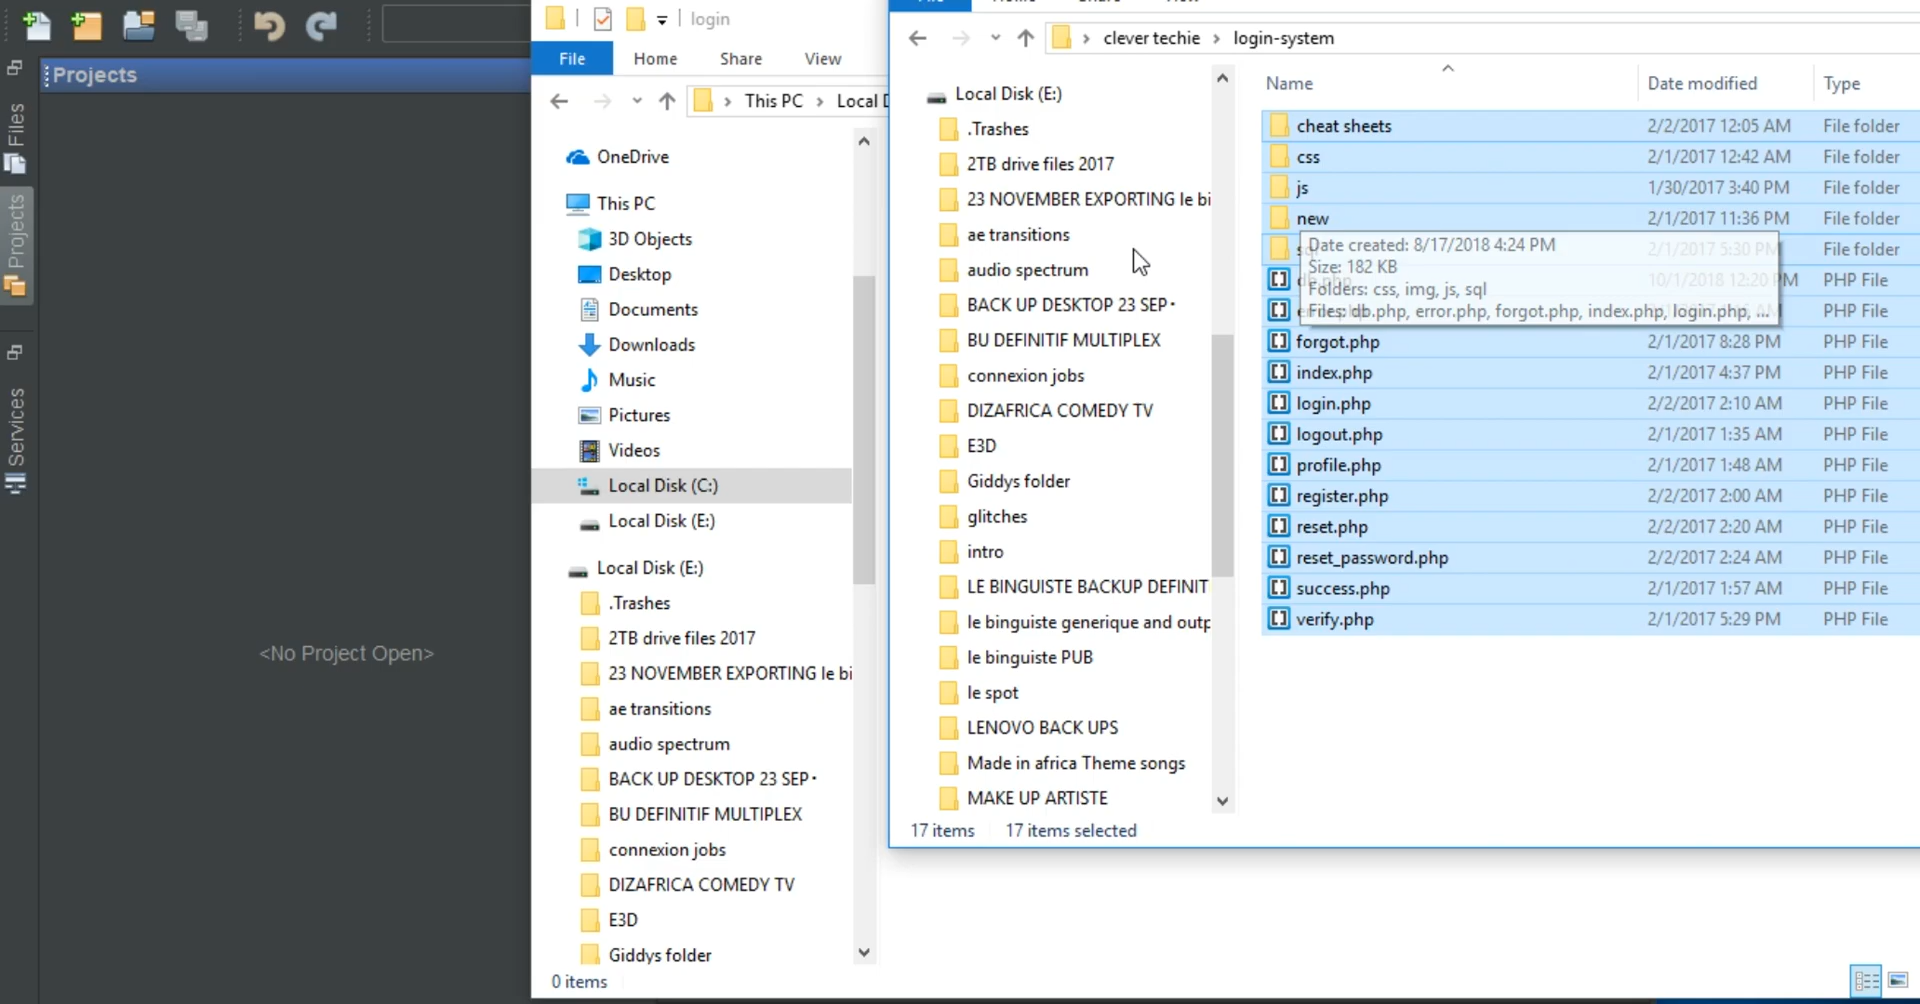 Projects
Files
Projects
Services
<No Project Open>
login
File
Home
Share
View
This PC
Local D
OneDrive
This PC
3D Objects
Desktop
Documents
Downloads
Music
Pictures
Videos
Local Disk (C:)
Local Disk (E:)
Local Disk (E:)
.Trashes
2TB drive files 2017
23 NOVEMBER EXPORTING le bi
ae transitions
audio spectrum
BACK UP DESKTOP 23 SEP
BU DEFINITIF MULTIPLEX
connexion jobs
DIZAFRICA COMEDY TV
E3D
Giddys folder
0 items
clever techie
login-system
Local Disk (E:)
.Trashes
2TB drive files 2017
23 NOVEMBER EXPORTING le bi
ae transitions
audio spectrum
BACK UP DESKTOP 23 SEP
BU DEFINITIF MULTIPLEX
connexion jobs
DIZAFRICA COMEDY TV
E3D
Giddys folder
glitches
intro
LE BINGUISTE BACKUP DEFINIT
le binguiste generique and outp
le binguiste PUB
le spot
LENOVO BACK UPS
Made in africa Theme songs
MAKE UP ARTISTE
Name Date modified Type
cheat sheets 2/2/2017 12:05 AM File folder
css 2/1/2017 12:42 AM File folder
js 1/30/2017 3:40 PM File folder
new 2/1/2017 11:36 PM File folder
2/1/2017 5:30 PM File folder
db.php 10/1/2018 12:20 PM PHP File
PHP File
Date created: 8/17/2018 4:24 PM
Size: 182 KB
Folders: css, img, js, sql
Files: db.php, error.php, forgot.php, index.php, login.php, ...
forgot.php 2/1/2017 8:28 PM PHP File
index.php 2/1/2017 4:37 PM PHP File
login.php 2/2/2017 2:10 AM PHP File
logout.php 2/1/2017 1:35 AM PHP File
profile.php 2/1/2017 1:48 AM PHP File
register.php 2/2/2017 2:00 AM PHP File
reset.php 2/2/2017 2:20 AM PHP File
reset_password.php 2/2/2017 2:24 AM PHP File
success.php 2/1/2017 1:57 AM PHP File
verify.php 2/1/2017 5:29 PM PHP File
17 items 17 items selected